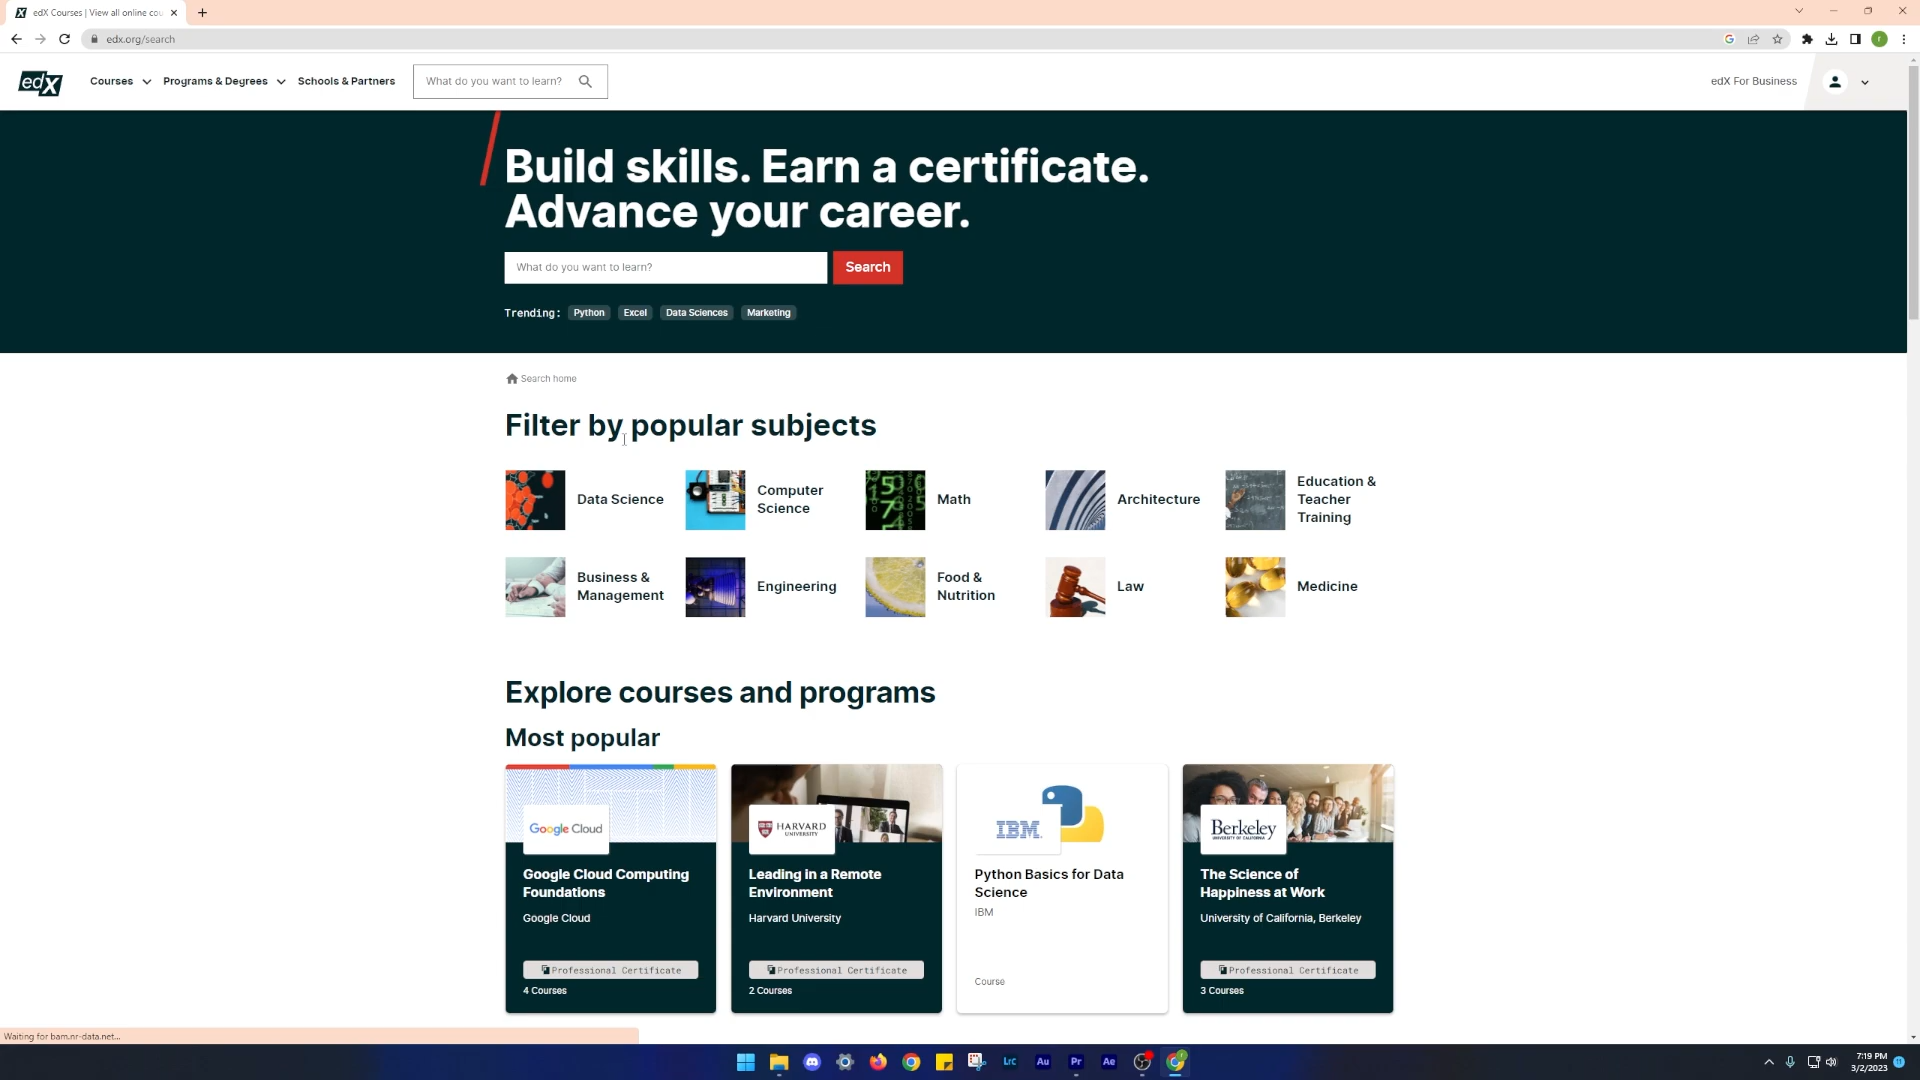 edX Courses | View all online cou
edx.org/search
edX
Courses
Programs & Degrees
Schools & Partners
What do you want to learn?
edX For Business
Build skills. Earn a certificate.
Advance your career.
What do you want to learn?
Search
Trending:
Python
Excel
Data Sciences
Marketing
Search home
Filter by popular subjects
Data Science
Computer
Science
Math
Architecture
Education &
Teacher
Training
Business &
Management
Engineering
Food &
Nutrition
Law
Medicine
Explore courses and programs
Most popular
Google Cloud
Google Cloud Computing
Foundations
Google Cloud
Professional Certificate
4 Courses
HARVARD
UNIVERSITY
Leading in a Remote
Environment
Harvard University
Professional Certificate
2 Courses
IBM
Python Basics for Data
Science
IBM
Course
Berkeley
UNIVERSITY OF CALIFORNIA
The Science of
Happiness at Work
University of California, Berkeley
Professional Certificate
3 Courses
Waiting for bam.nr-data.net...
Lrc
Au
Pr
Ae
7:19 PM
3/2/2023